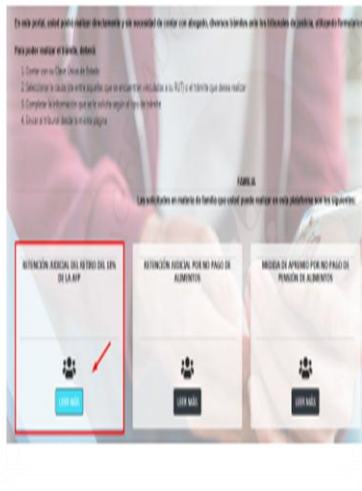 En este portal, usted podrá realizar directamente y sin necesidad de contar con abogado, diversos trámites ante los tribunales de justicia, utilizando formularios
Para poder realizar el trámite, deberá:
1. Contar con su Clave Única de Estado
2. Seleccionar la causa (de entre aquellas que se encuentran vinculadas a su RUT) o el trámite que desea realizar
3. Completar la información que se le solicita según el tipo de trámite
4. Enviar al tribunal desde la misma página
FAMILIA
Las solicitudes en materia de familia que usted puede realizar en esta plataforma son las siguientes:
RETENCIÓN JUDICIAL DEL RETIRO DEL 10%
DE LA AFP
LEER MÁS
RETENCIÓN JUDICIAL POR NO PAGO DE
ALIMENTOS
LEER MÁS
MEDIDA DE APREMIO POR NO PAGO DE
PENSIÓN DE ALIMENTOS
LEER MÁS